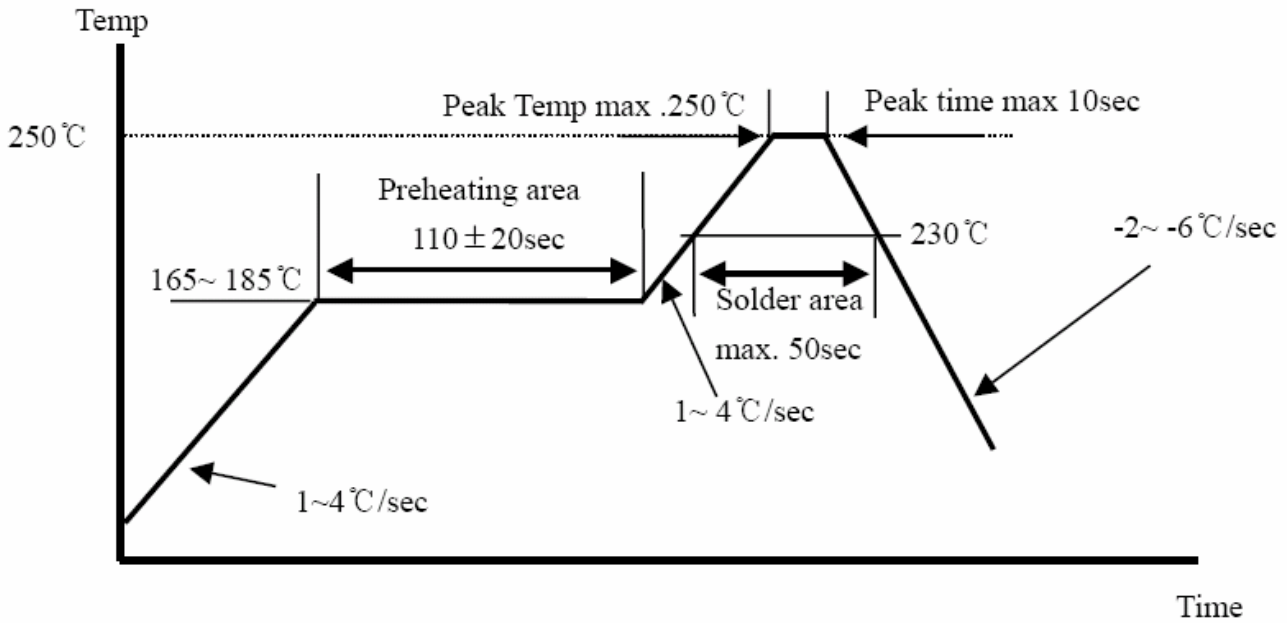 Temp
Peak Temp max .250℃
Peak time max 10sec
250℃
Preheating area
110±20sec
-2~ -6℃/sec
230℃
165~ 185℃
Solder area
max. 50sec
1~ 4℃/sec
1~4℃/sec
Time